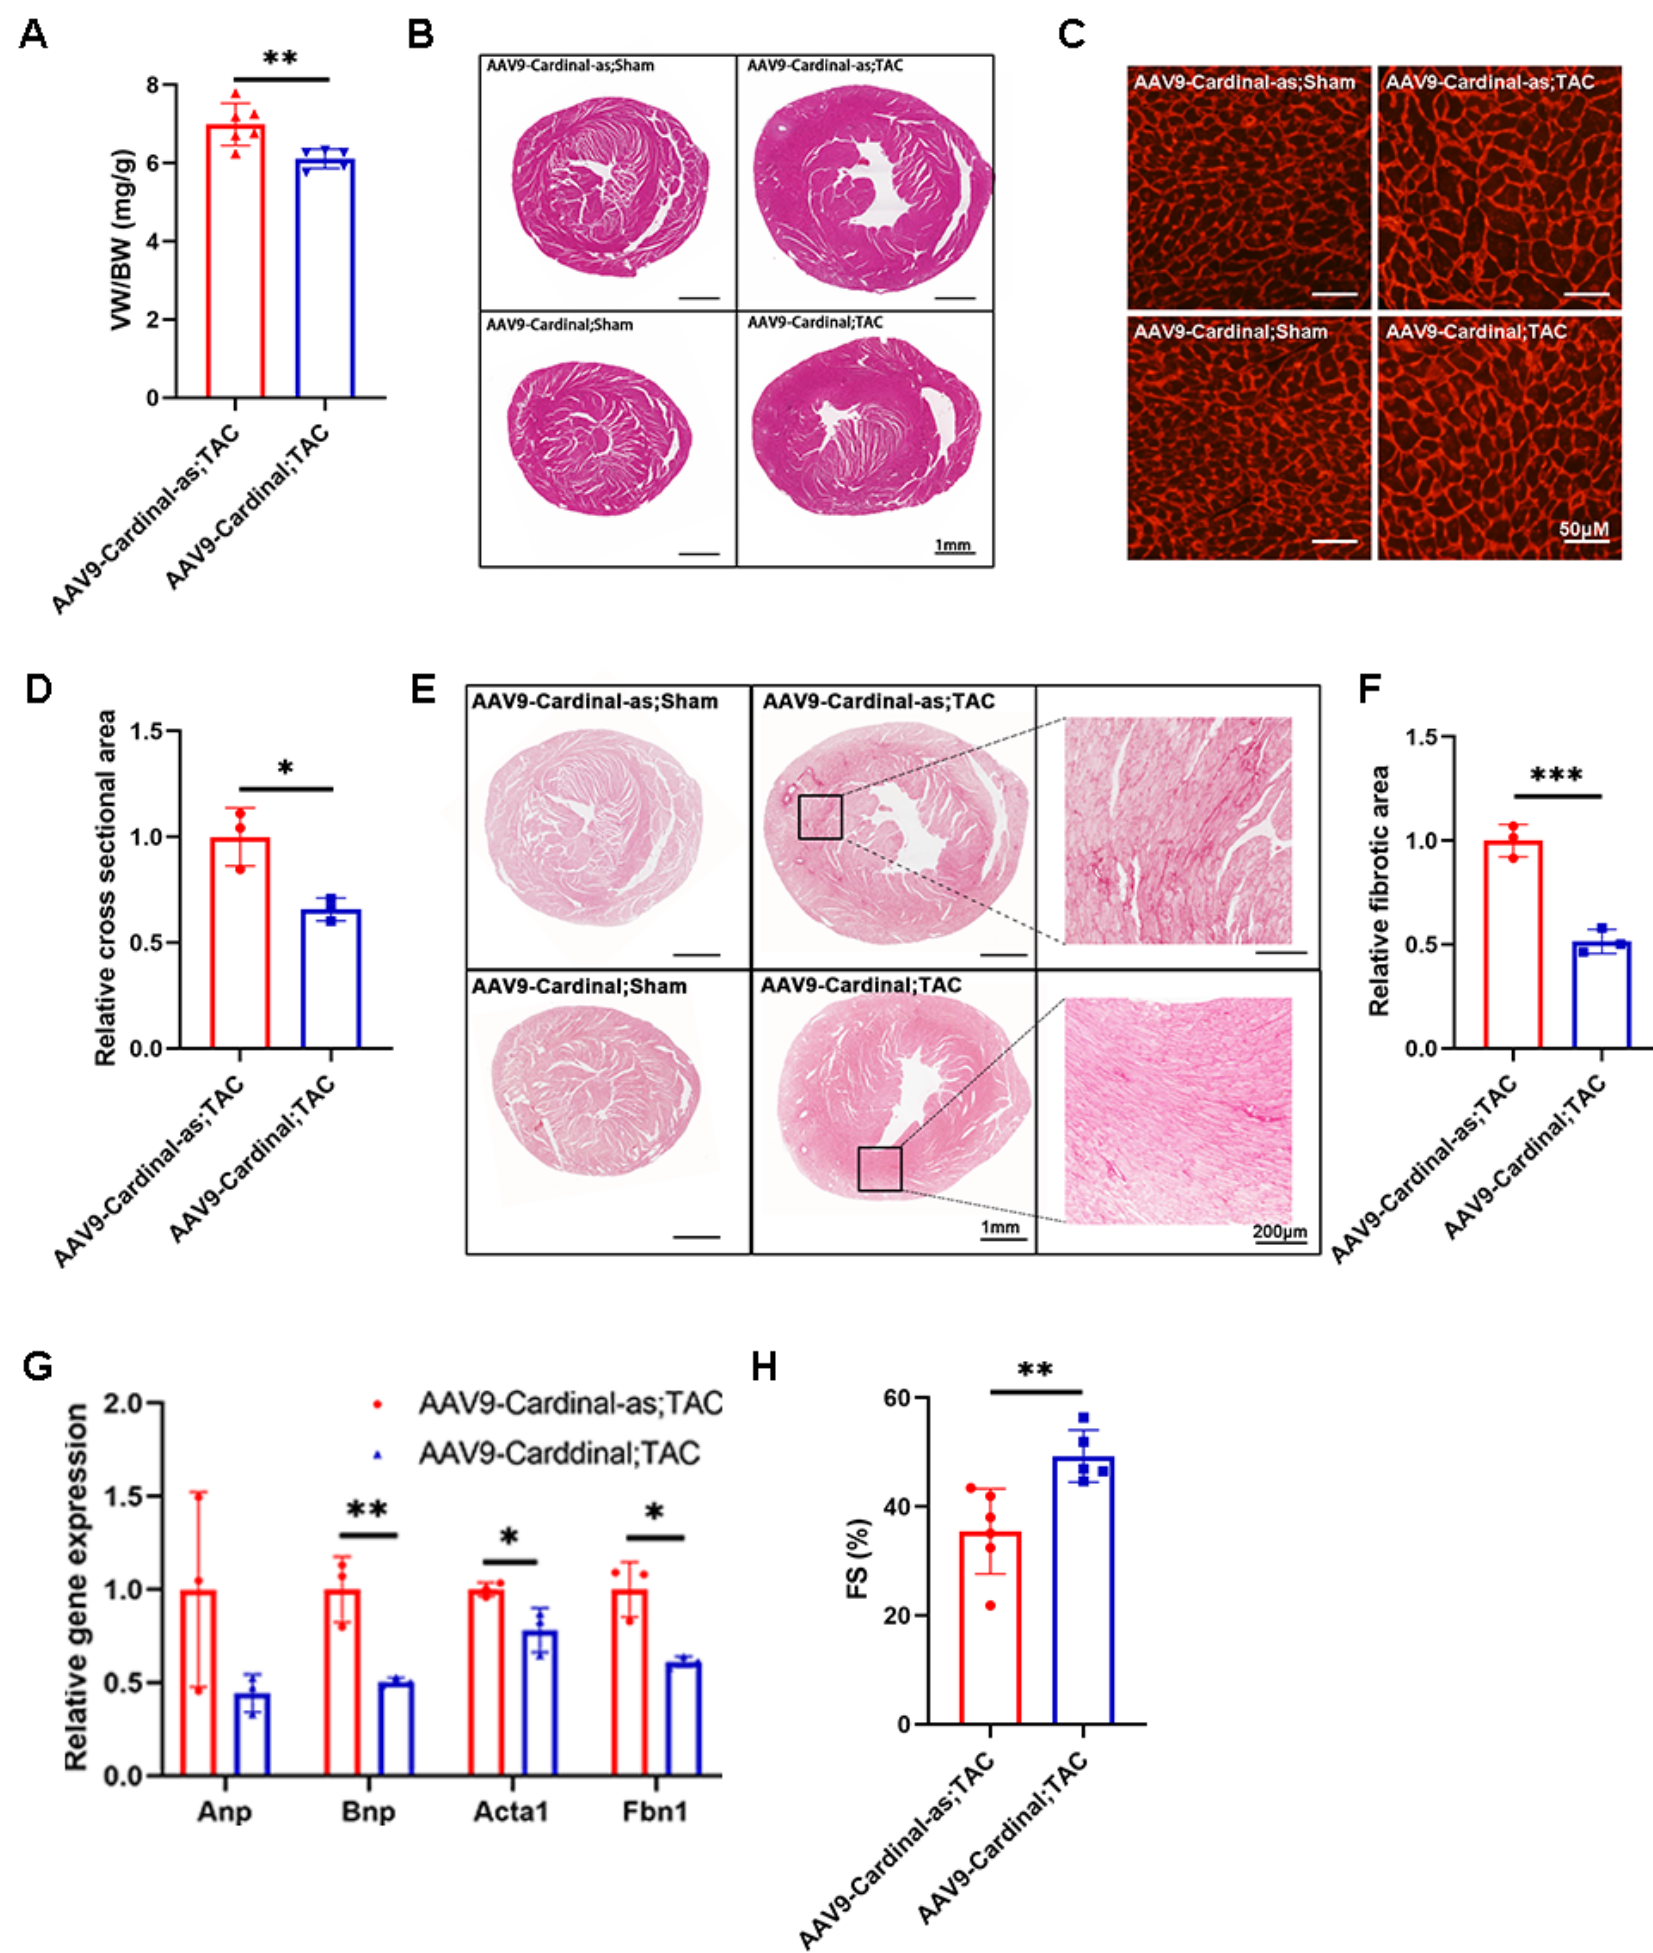 A
**
8
6
4
2
0
VW/BW (mg/g)
AAV9-Cardinal-as;TAC
AAV9-Cardinal;TAC
B
AAV9-Cardinal-as;Sham
AAV9-Cardinal-as;TAC
AAV9-Cardinal;Sham
AAV9-Cardinal;TAC
1mm
C
AAV9-Cardinal-as;Sham
AAV9-Cardinal-as;TAC
AAV9-Cardinal;Sham
AAV9-Cardinal;TAC
50μM
D
*
1.5
1.0
0.5
0.0
Relative cross sectional area
AAV9-Cardinal-as;TAC
AAV9-Cardinal;TAC
E
AAV9-Cardinal-as;Sham
AAV9-Cardinal-as;TAC
AAV9-Cardinal;Sham
AAV9-Cardinal;TAC
1mm
200μm
F
***
1.5
1.0
0.5
0.0
Relative fibrotic area
AAV9-Cardinal-as;TAC
AAV9-Cardinal;TAC
G
AAV9-Cardinal-as;TAC
AAV9-Carddinal;TAC
2.0
1.5
1.0
0.5
0.0
Relative gene expression
**
*
*
Anp
Bnp
Acta1
Fbn1
H
**
60
40
20
0
FS (%)
AAV9-Cardinal-as;TAC
AAV9-Cardinal;TAC